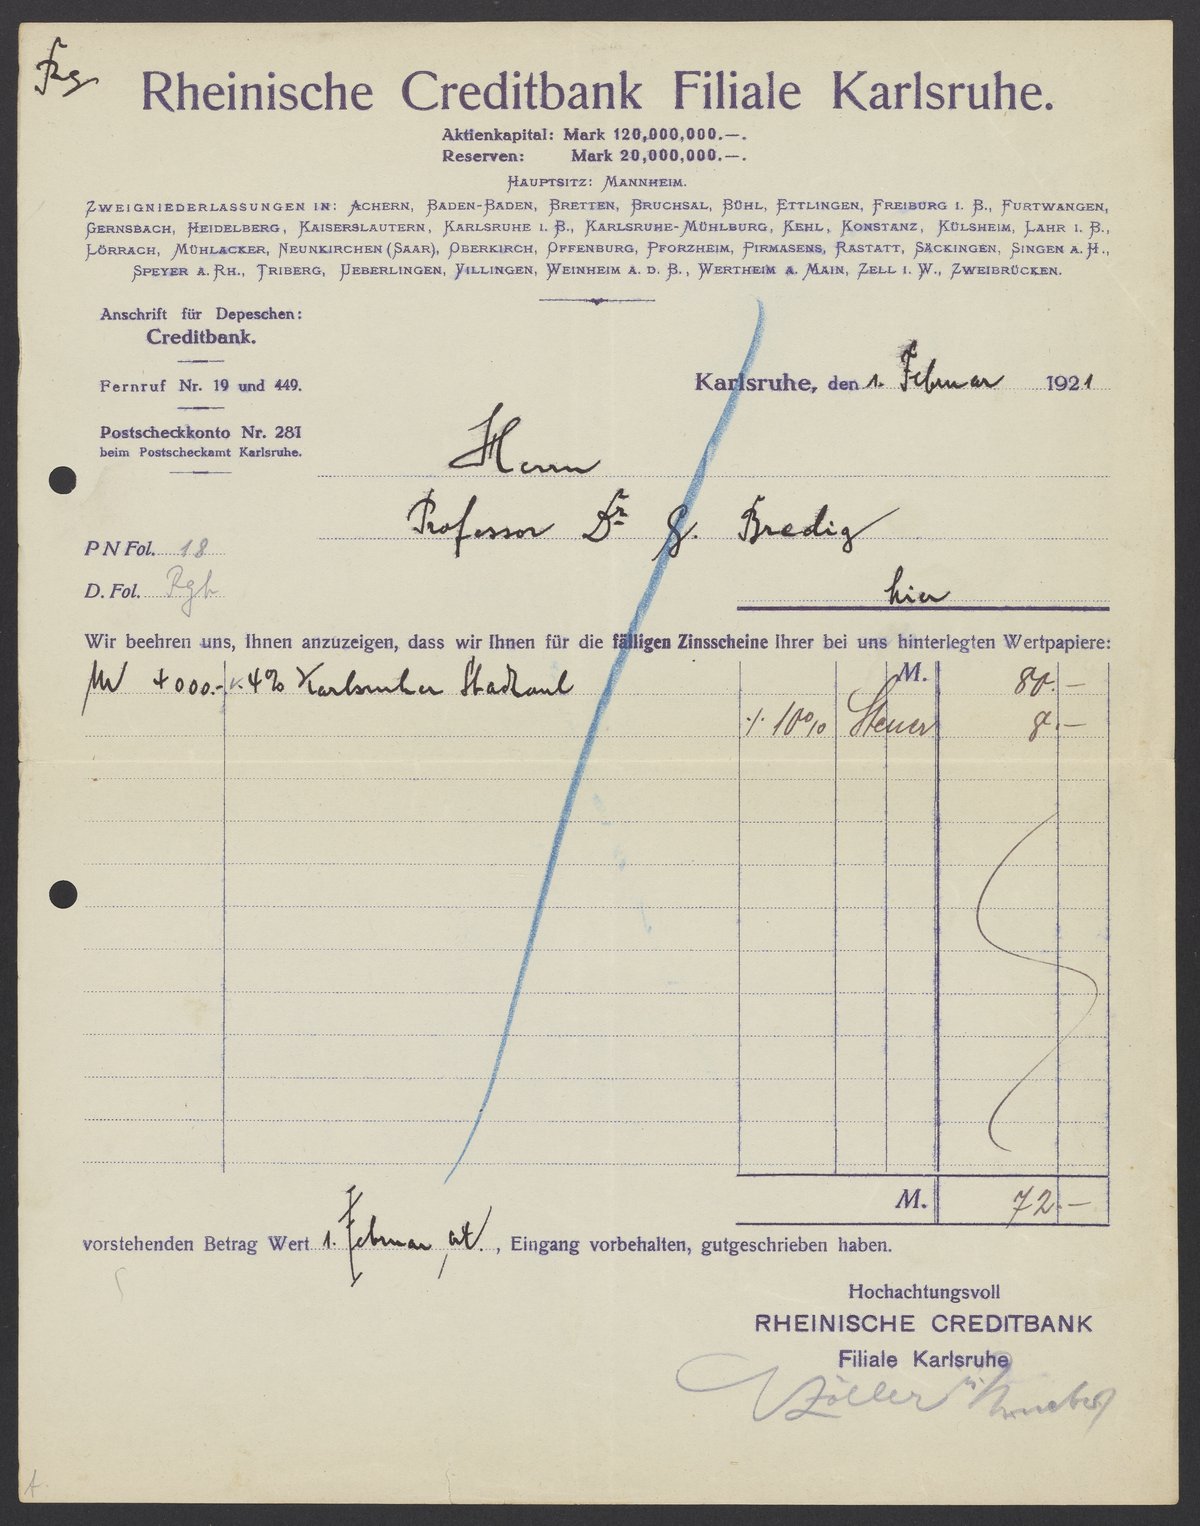 Rheinische Creditbank Filiale Karlsruhe.
Aktienkapital: Mark 120,000,000.—.
Reserven: Mark 20,000,000.—.
Hauptsitz: Mannheim.
Zweigniederlassungen in: Achern, Baden-Baden, Bretten, Bruchsal, Bühl, Ettlingen, Freiburg i. B., Furtwangen,
Gernsbach, Heidelberg, Kaiserslautern, Karlsruhe i. B., Karlsruhe-Mühlburg, Kehl, Konstanz, Külsheim, Lahr i. B.,
Lörrach, Mühlacker, Neunkirchen (Saar), Oberkirch, Offenburg, Pforzheim, Pirmasens, Rastatt, Säckingen, Singen a. H.,
Speyer a. Rh., Triberg, Ueberlingen, Villingen, Weinheim a. d. B., Wertheim a. Main, Zell i. W., Zweibrücken.
Anschrift für Depeschen:
Creditbank.
Fernruf Nr. 19 und 449.
Karlsruhe, den 1. Februar 1921
Postscheckkonto Nr. 281
beim Postscheckamt Karlsruhe.
Herrn
Professor Dr G. Bredig
P N Fol. 18
D. Fol.
hier
Wir beehren uns, Ihnen anzuzeigen, dass wir Ihnen für die fälligen Zinsscheine Ihrer bei uns hinterlegten Wertpapiere:
M 4000.- 4% Karlsruher Stadtanl M. 80.—
./. 10% Steuer 8.—
M. 72.—
vorstehenden Betrag Wert 1. Februar ct., Eingang vorbehalten, gutgeschrieben haben.
Hochachtungsvoll
RHEINISCHE CREDITBANK
Filiale Karlsruhe